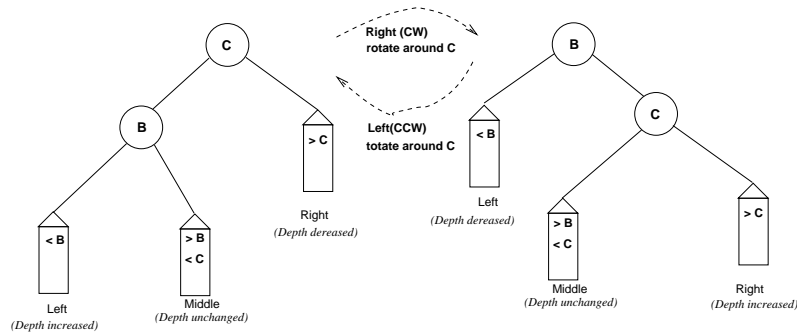 C
Right (CW)
rotate around C
B
B
Left(CCW)
totate around C
C
> C
< B
Right
(Depth dereased)
Left
(Depth dereased)
< B
> B
< C
> B
< C
> C
Left
(Depth increased)
Middle
(Depth unchanged)
Middle
(Depth unchanged)
Right
(Depth increased)